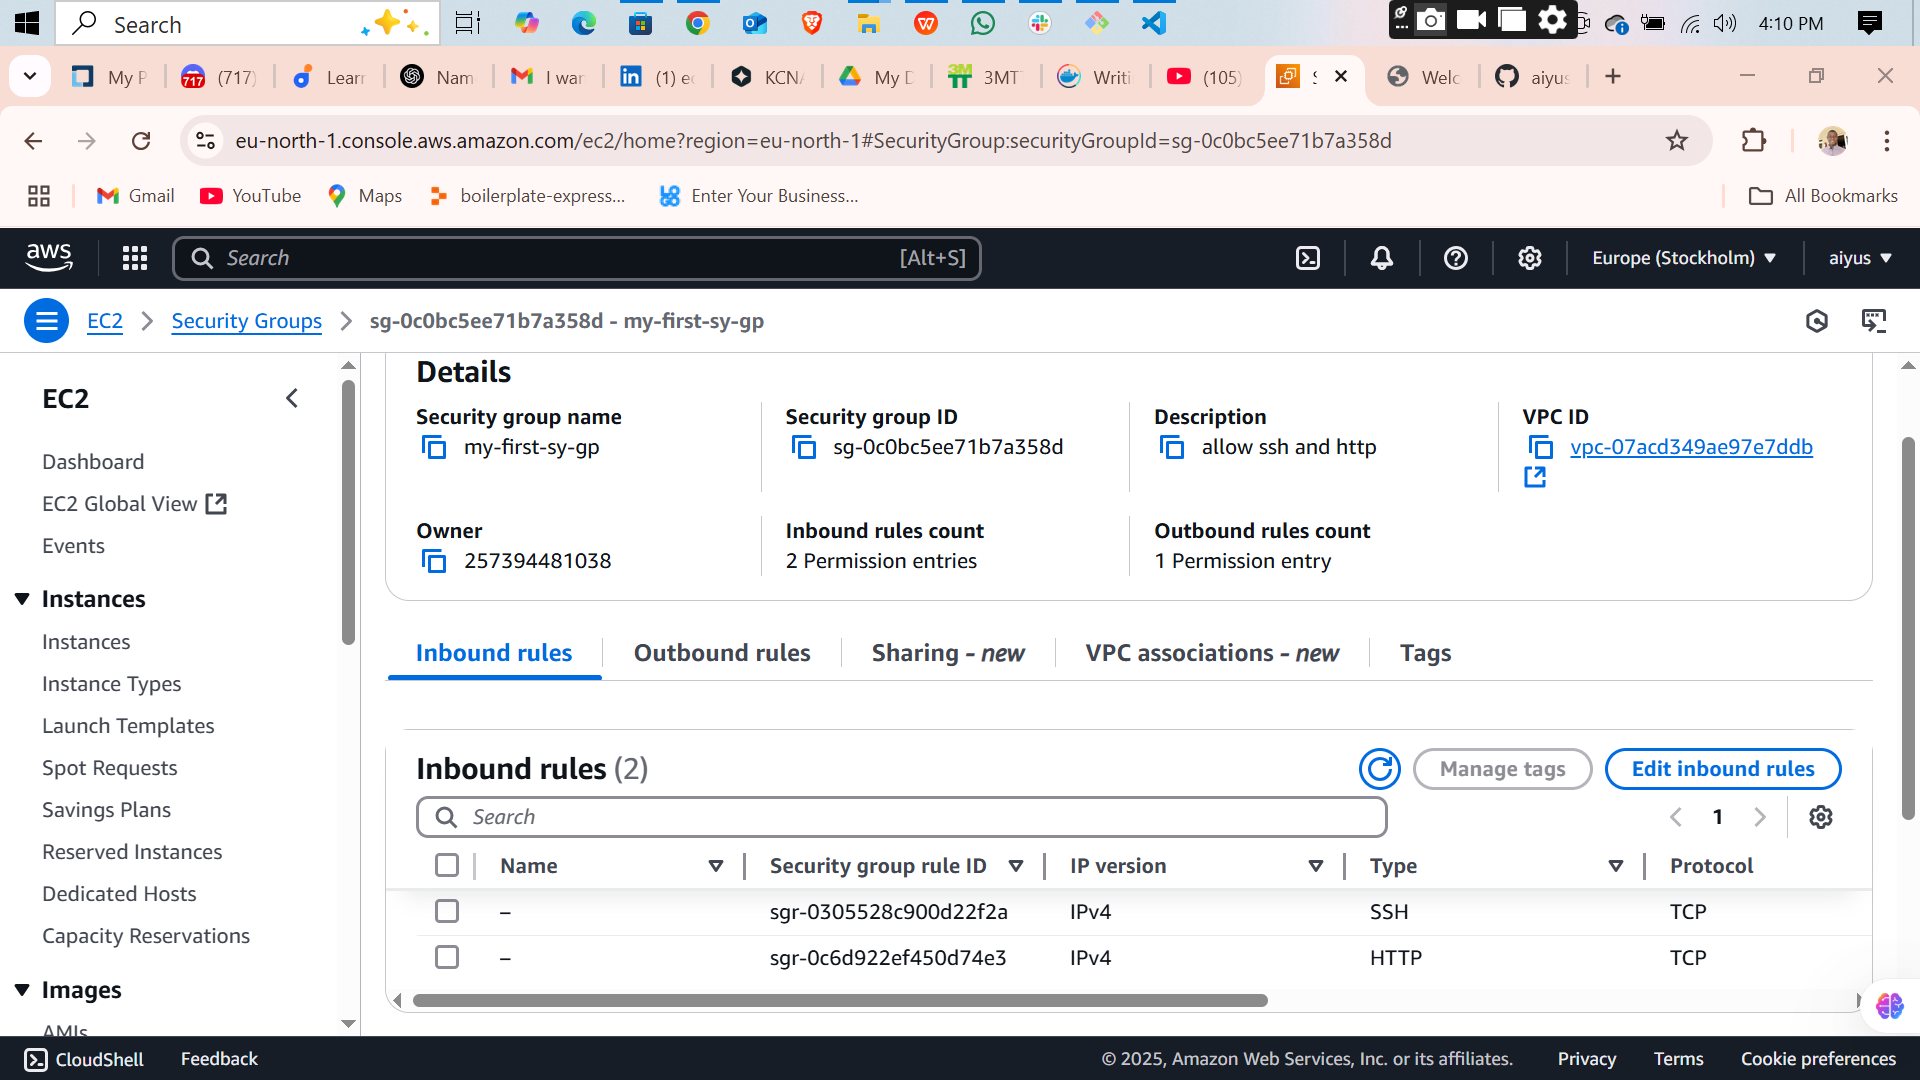 Search
4:10 PM
My P
717
(717)
Lear
Nam
I war
(1) e
KCN
My D
3MT
Writi
(105)
Welc
aiyus
eu-north-1.console.aws.amazon.com/ec2/home?region=eu-north-1#SecurityGroup:securityGroupId=sg-0c0bc5ee71b7a358d
Gmail
YouTube
Maps
boilerplate-express...
Enter Your Business...
All Bookmarks
aws
Search
[Alt+S]
Europe (Stockholm)
aiyus
EC2
Security Groups
sg-0c0bc5ee71b7a358d - my-first-sy-gp
EC2
Dashboard
EC2 Global View
Events
Instances
Instances
Instance Types
Launch Templates
Spot Requests
Savings Plans
Reserved Instances
Dedicated Hosts
Capacity Reservations
Images
AMIs
Details
Security group name
my-first-sy-gp
Security group ID
sg-0c0bc5ee71b7a358d
Description
allow ssh and http
VPC ID
vpc-07acd349ae97e7ddb
Owner
257394481038
Inbound rules count
2 Permission entries
Outbound rules count
1 Permission entry
Inbound rules
Outbound rules
Sharing - new
VPC associations - new
Tags
Inbound rules (2)
Manage tags
Edit inbound rules
Search
1
Name
Security group rule ID
IP version
Type
Protocol
– sgr-0305528c900d22f2a IPv4 SSH TCP
– sgr-0c6d922ef450d74e3 IPv4 HTTP TCP
CloudShell
Feedback
© 2025, Amazon Web Services, Inc. or its affiliates.
Privacy
Terms
Cookie preferences